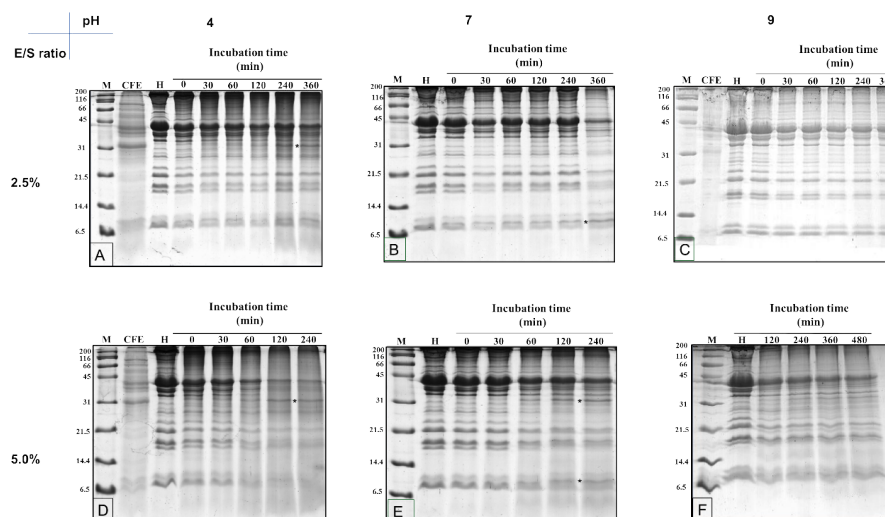 pH
4
7
9
E/S ratio
Incubation time
(min)
M CFE H 0 30 60 120 240 360
200
116
66
45
31
*
21.5
14.4
6.5
A
Incubation time
(min)
M H 0 30 60 120 240 360
200
116
66
45
31
21.5
14.4
*
6.5
B
Incubation time
(min)
M CFE H 0 30 60 120 240
200
116
66
45
31
21.5
14.4
6.5
C
2.5%
Incubation time
(min)
M CFE H 0 30 60 120 240
200
116
66
45
31
*
21.5
14.4
6.5
D
Incubation time
(min)
M H 0 30 60 120 240
200
116
66
45
31
*
21.5
14.4
*
6.5
E
Incubation time
(min)
M H 120 240 360 480
200
116
66
45
31
21.5
14.4
6.5
F
5.0%